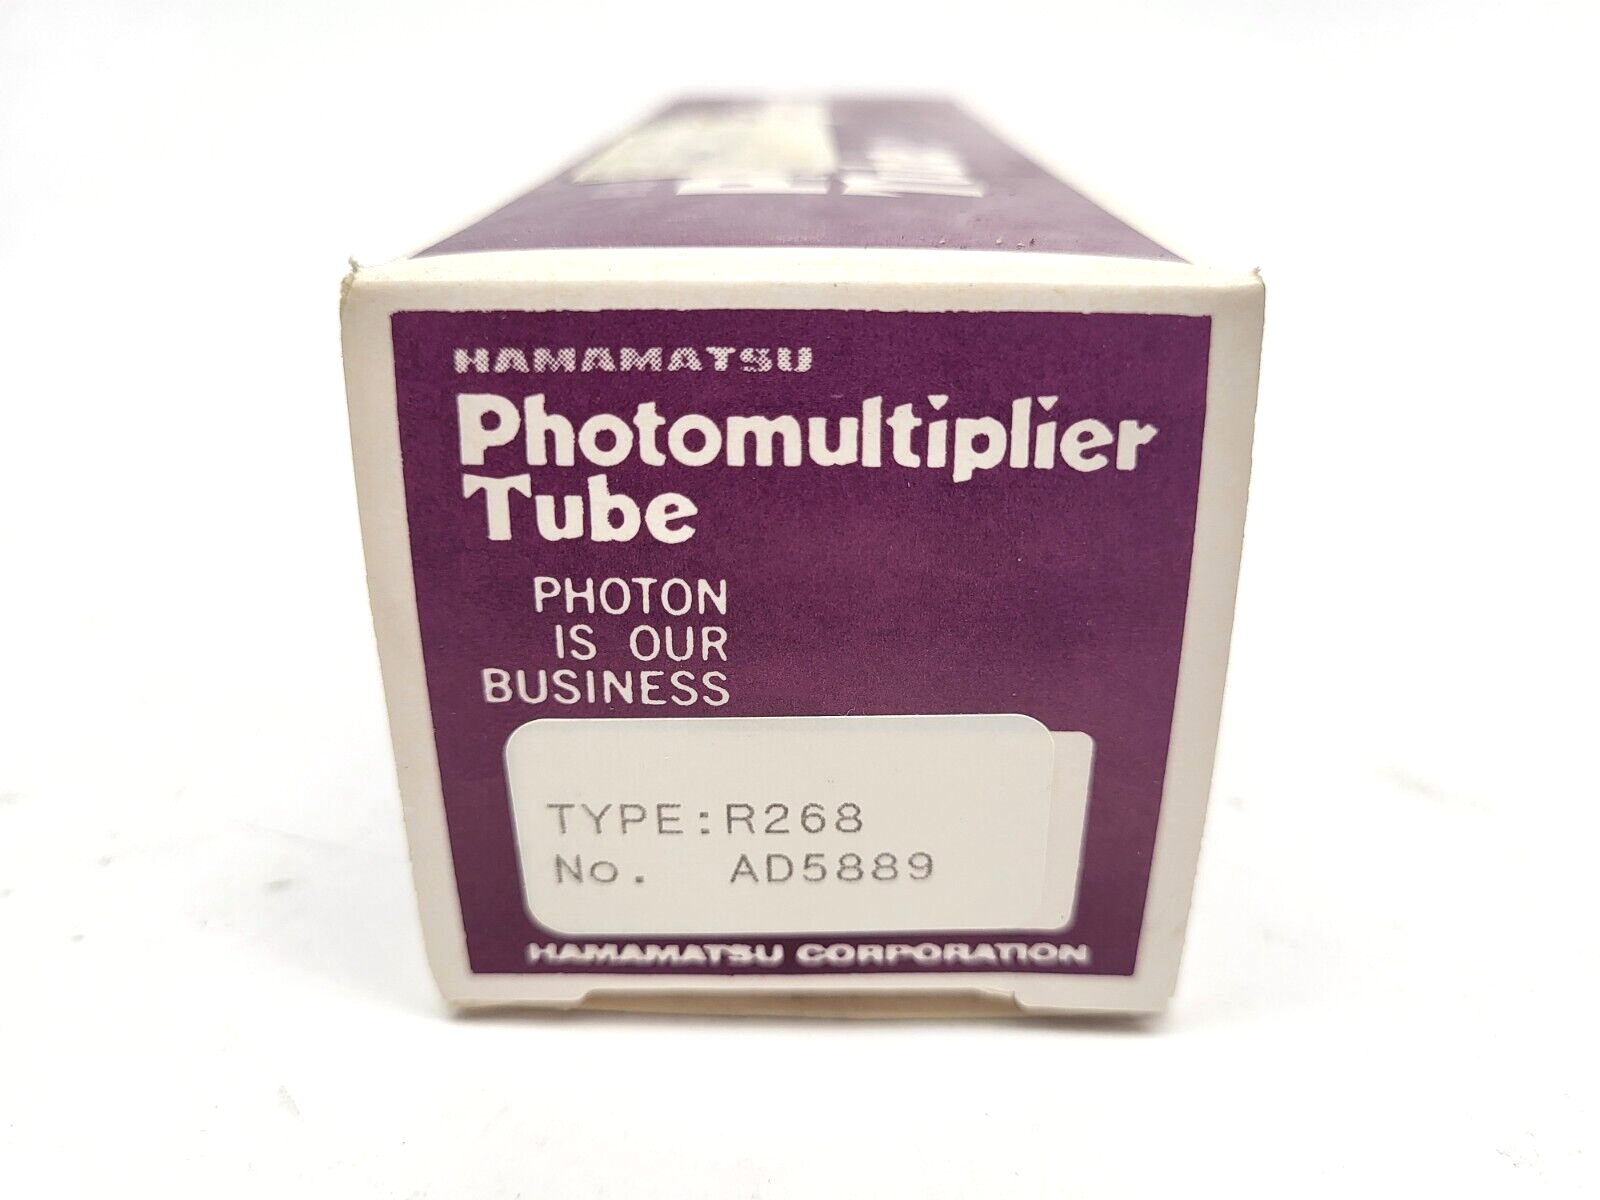 HAMAMATSU
Photomultiplier
Tube
PHOTON
IS OUR
BUSINESS
TYPE:R268
No. AD5889
HAMAMATSU CORPORATION